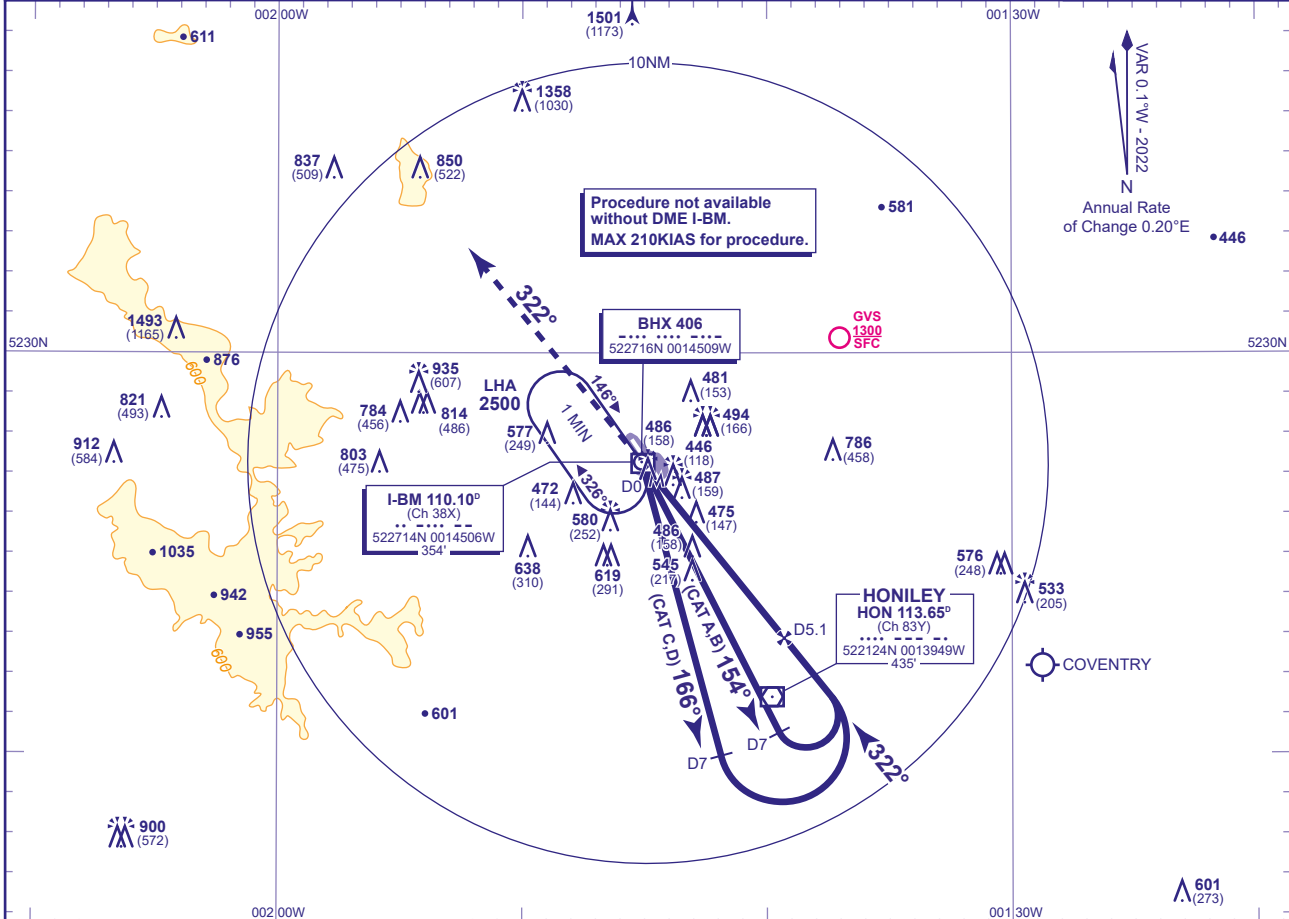 002 00W
1501
(1173)
001 30W
611
10NM
1358
(1030)
VAR 0.1°W - 2022
N
Annual Rate
of Change 0.20°E
837
(509)
850
(522)
Procedure not available
without DME I-BM.
MAX 210KIAS for procedure.
581
446
322°
BHX 406
-··· ···· -··-
522716N 0014509W
GVS
1300
SFC
1493
(1165)
5230N
5230N
876
600
935
(607)
LHA
2500
146°
1 MIN
481
(153)
821
(493)
784
(456)
814
(486)
494
(166)
577
(249)
486
(158)
446
(118)
786
(458)
912
(584)
803
(475)
D0
487
(159)
326°
I-BM 110.10ᴰ
(Ch 38X)
·· -··· --
522714N 0014506W
354'
472
(144)
475
(147)
580
(252)
486
(158)
1035
638
(310)
619
(291)
545
(217)
576
(248)
533
(205)
942
(CAT C,D) 166°
(CAT A,B) 154°
HONILEY
HON 113.65ᴰ
(Ch 83Y)
···· --- -·
522124N 0013949W
435'
955
600
D5.1
COVENTRY
601
D7
D7
322°
900
(572)
601
(273)
002 00W
001 30W